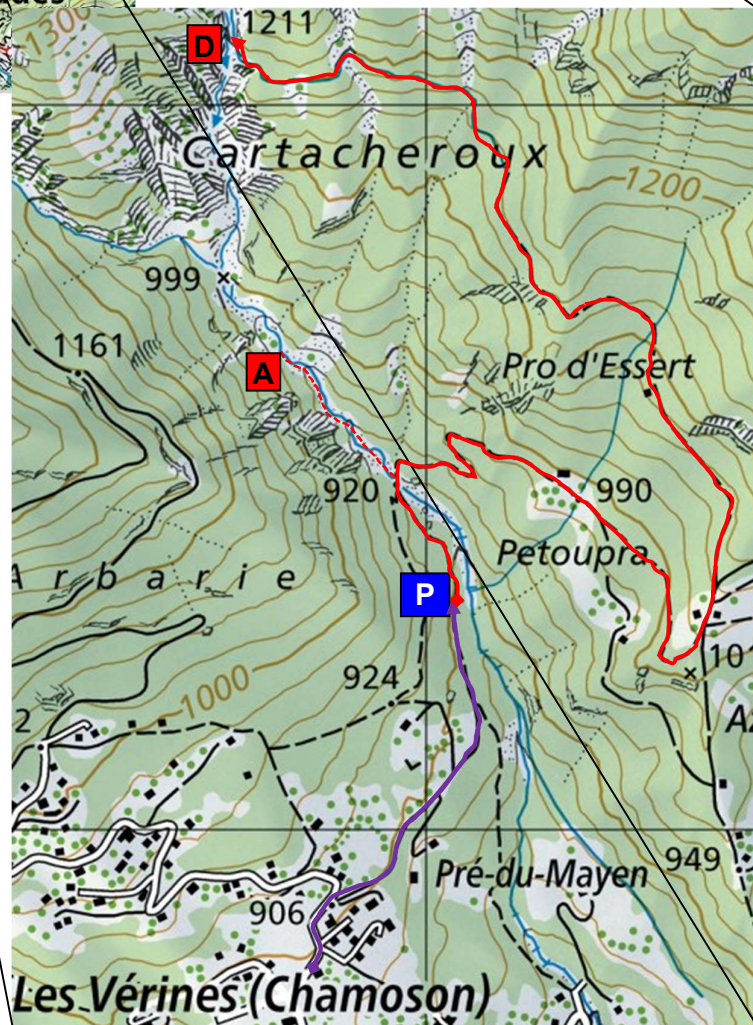 1300
1211
D
Cartacheroux
1200
999
1161
A
Pro d'Essert
920
990
Petoupra
Arbarie
P
924
1000
2
Pré-du-Mayen
949
906
Les Vérines (Chamoson)